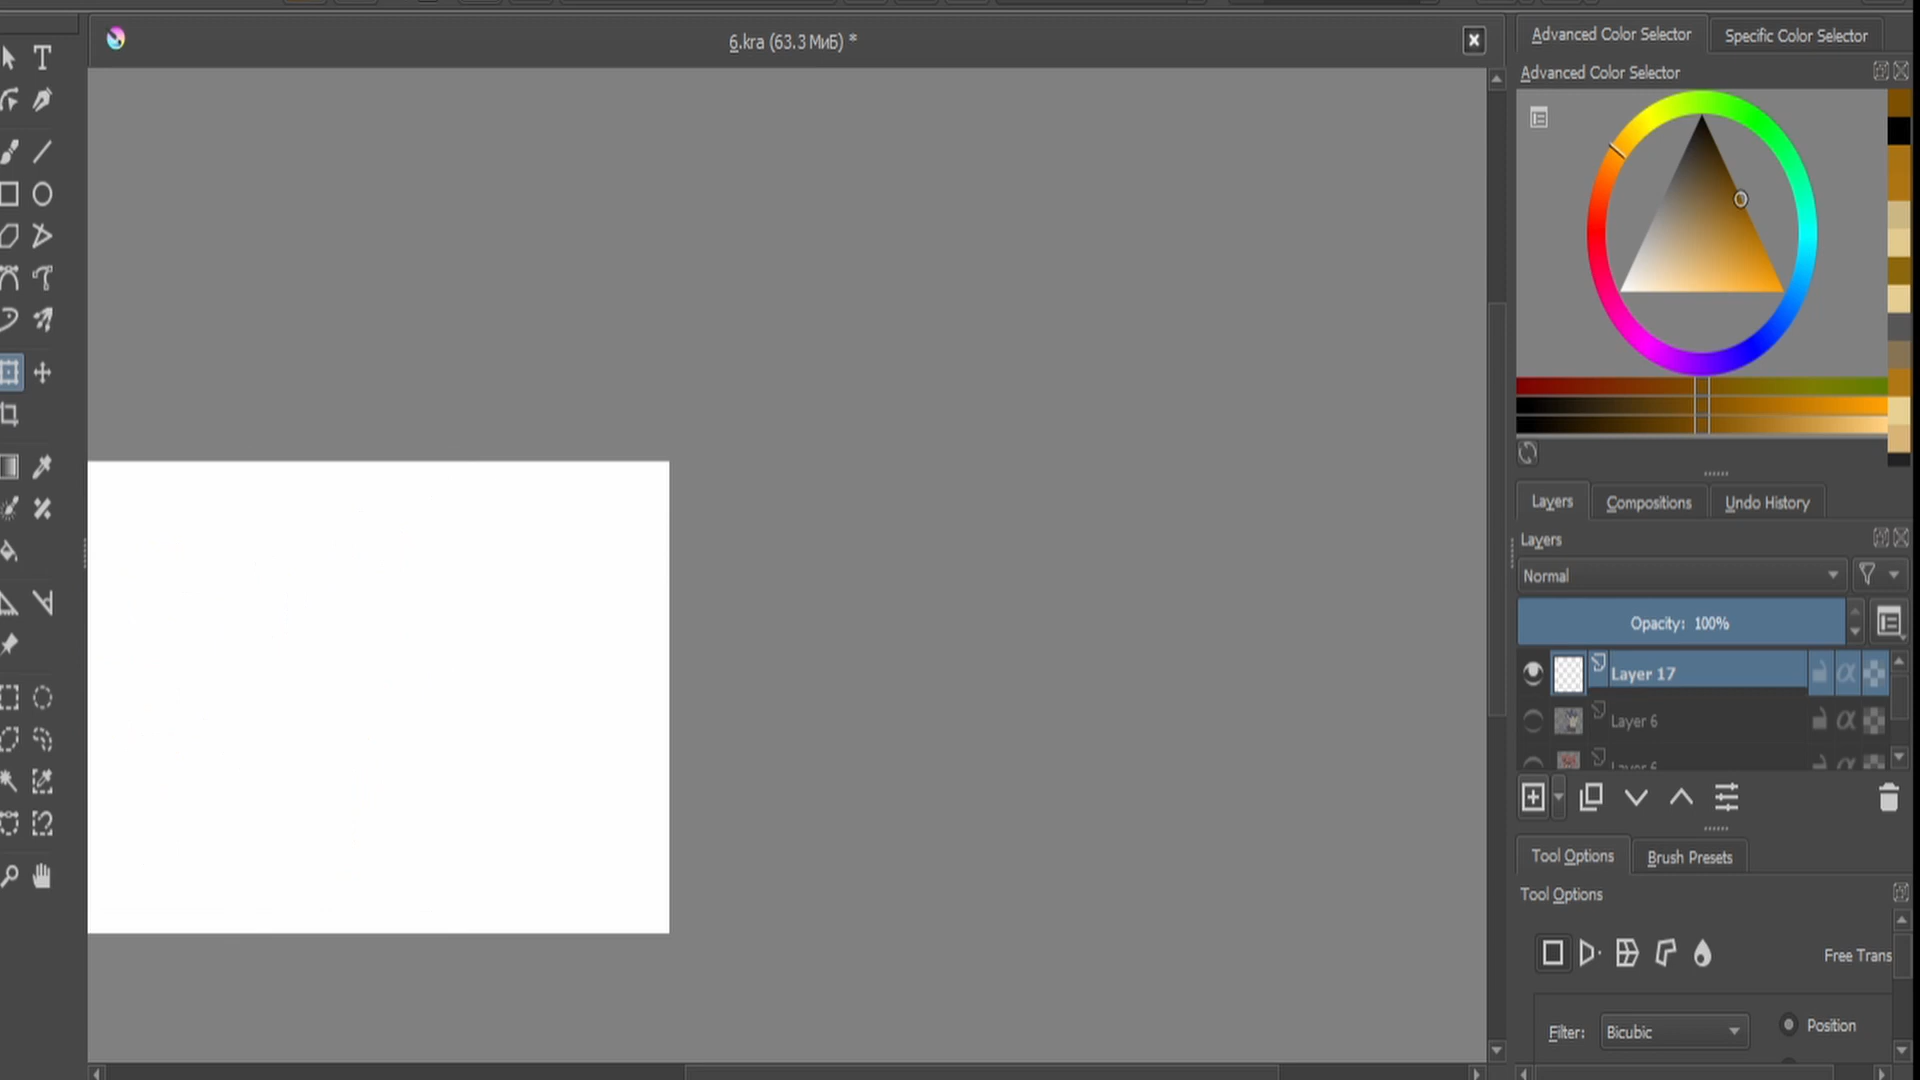 6.kra (63.3 МиБ) *
T
Advanced Color Selector
Specific Color Selector
Advanced Color Selector
Layers
Compositions
Undo History
Layers
Normal
Opacity: 100%
Layer 17
Layer 6
Layer 6
Tool Options
Brush Presets
Tool Options
Free Trans
Filter:
Bicubic
Position